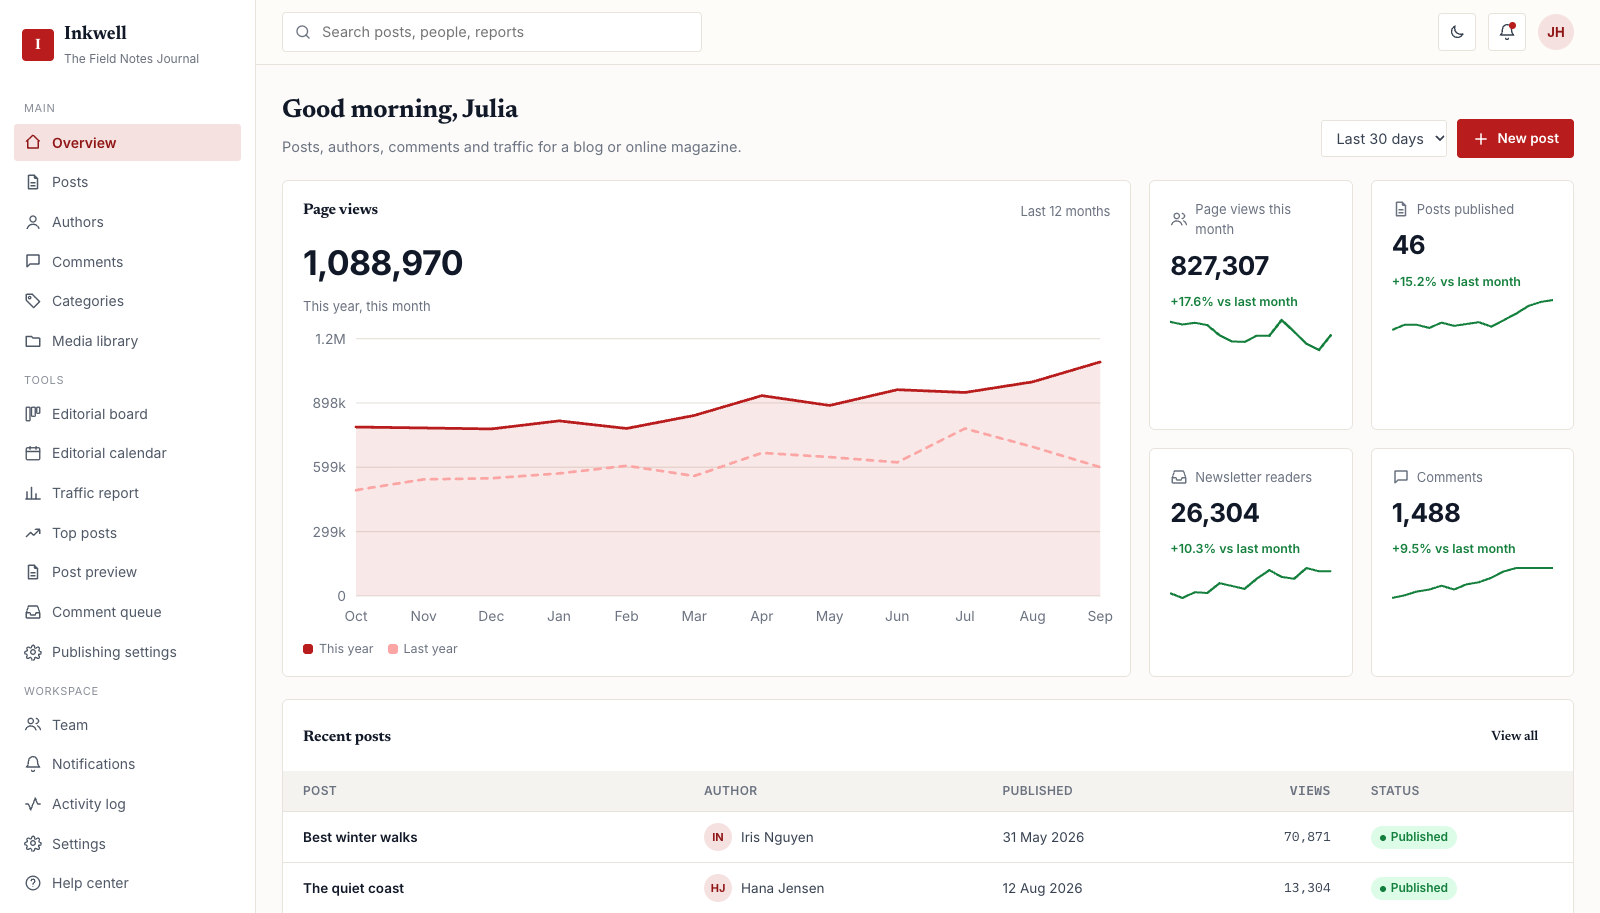 I
Inkwell
The Field Notes Journal
MAIN
Overview
Posts
Authors
Comments
Categories
Media library
TOOLS
Editorial board
Editorial calendar
Traffic report
Top posts
Post preview
Comment queue
Publishing settings
WORKSPACE
Team
Notifications
Activity log
Settings
Help center
Search posts, people, reports
JH
Good morning, Julia
Posts, authors, comments and traffic for a blog or online magazine.
Last 30 days
New post
Page views
Last 12 months
1,088,970
This year, this month
1.2M
898k
599k
299k
0
Oct Nov Dec Jan Feb Mar Apr May Jun Jul Aug Sep
This year Last year
Page views this
month
827,307
+17.6% vs last month
Posts published
46
+15.2% vs last month
Newsletter readers
26,304
+10.3% vs last month
Comments
1,488
+9.5% vs last month
Recent posts
View all
POST AUTHOR PUBLISHED VIEWS STATUS
Best winter walks IN Iris Nguyen 31 May 2026 70,871 Published
The quiet coast HJ Hana Jensen 12 Aug 2026 13,304 Published